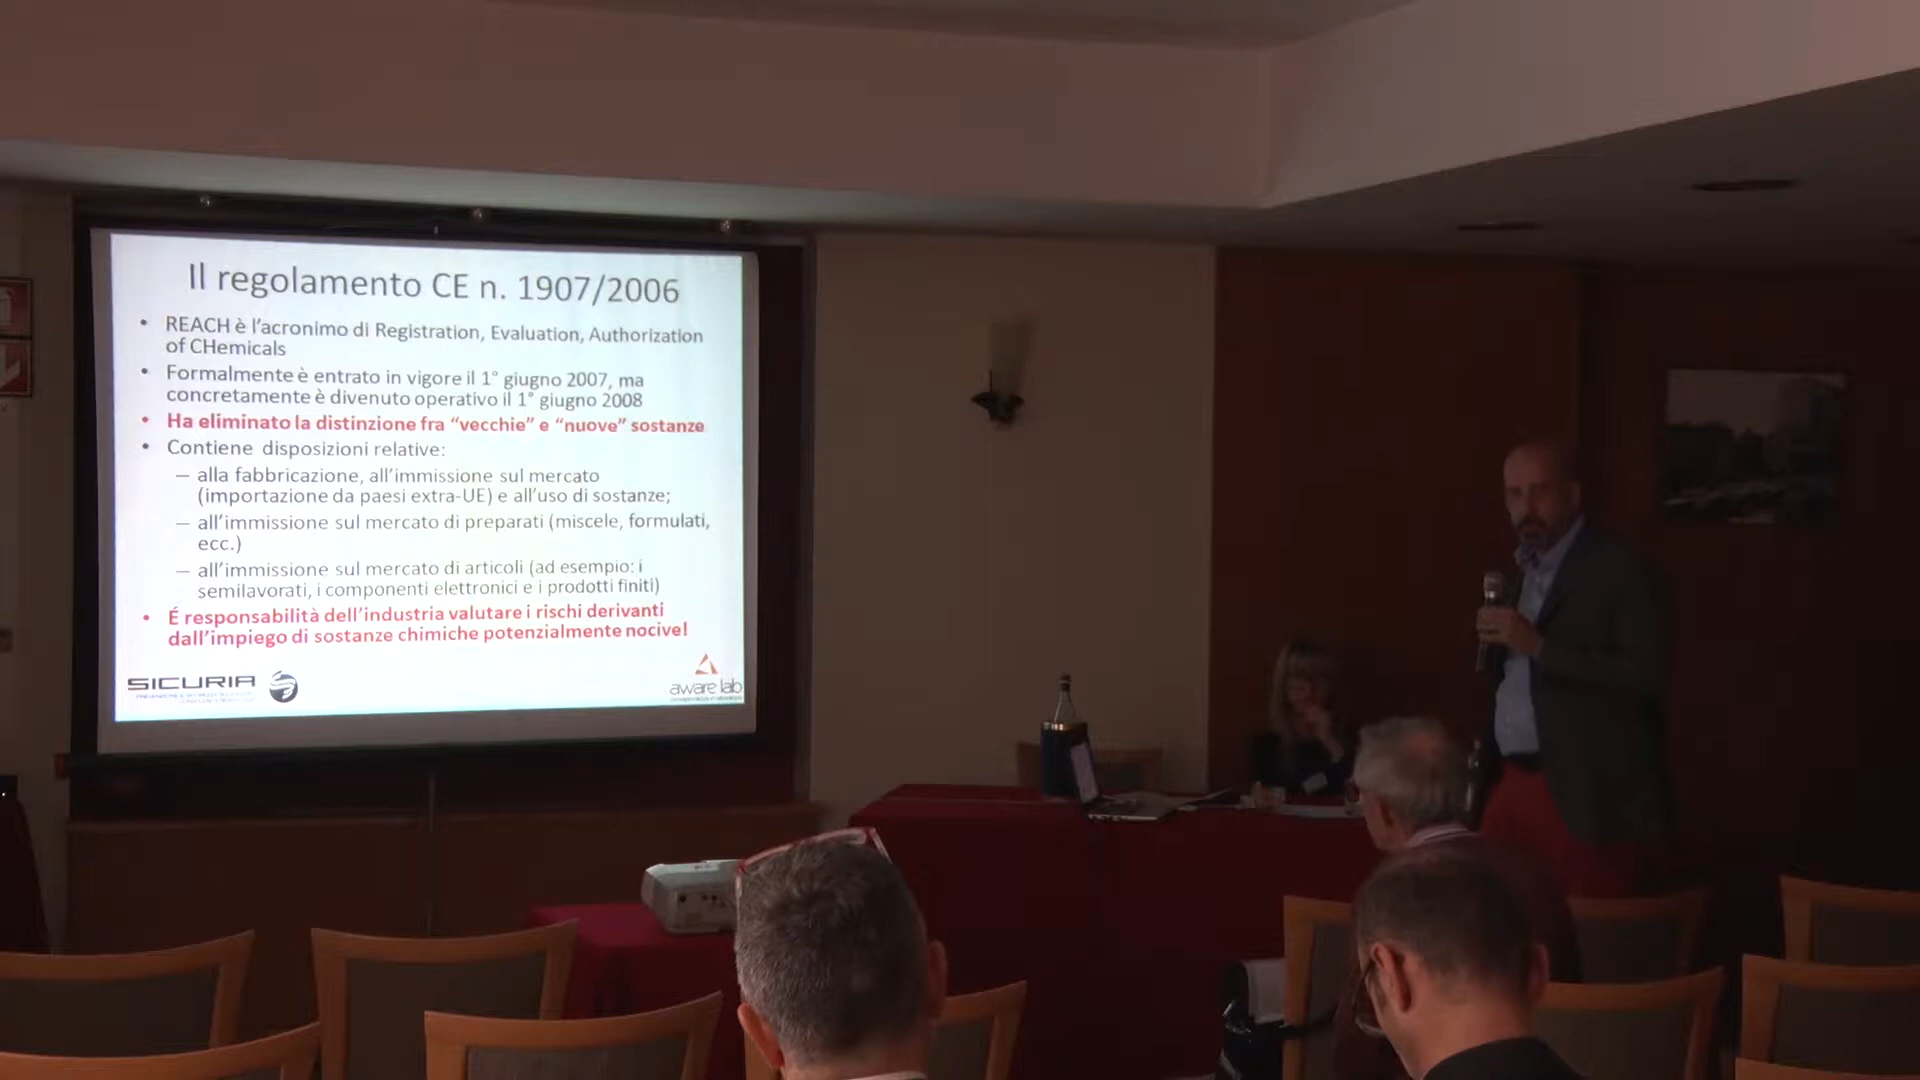 Il regolamento CE n. 1907/2006
• REACH è l'acronimo di Registration, Evaluation, Authorization
of CHemicals
• Formalmente è entrato in vigore il 1° giugno 2007, ma
concretamente è divenuto operativo il 1° giugno 2008
• Ha eliminato la distinzione fra “vecchie” e “nuove” sostanze
• Contiene disposizioni relative:
– alla fabbricazione, all'immissione sul mercato
(importazione da paesi extra-UE) e all'uso di sostanze;
– all'immissione sul mercato di preparati (miscele, formulati,
ecc.)
– all'immissione sul mercato di articoli (ad esempio: i
semilavorati, i componenti elettronici e i prodotti finiti)
• É responsabilità dell'industria valutare i rischi derivanti
dall'impiego di sostanze chimiche potenzialmente nocive!
SICURIA
aware lab